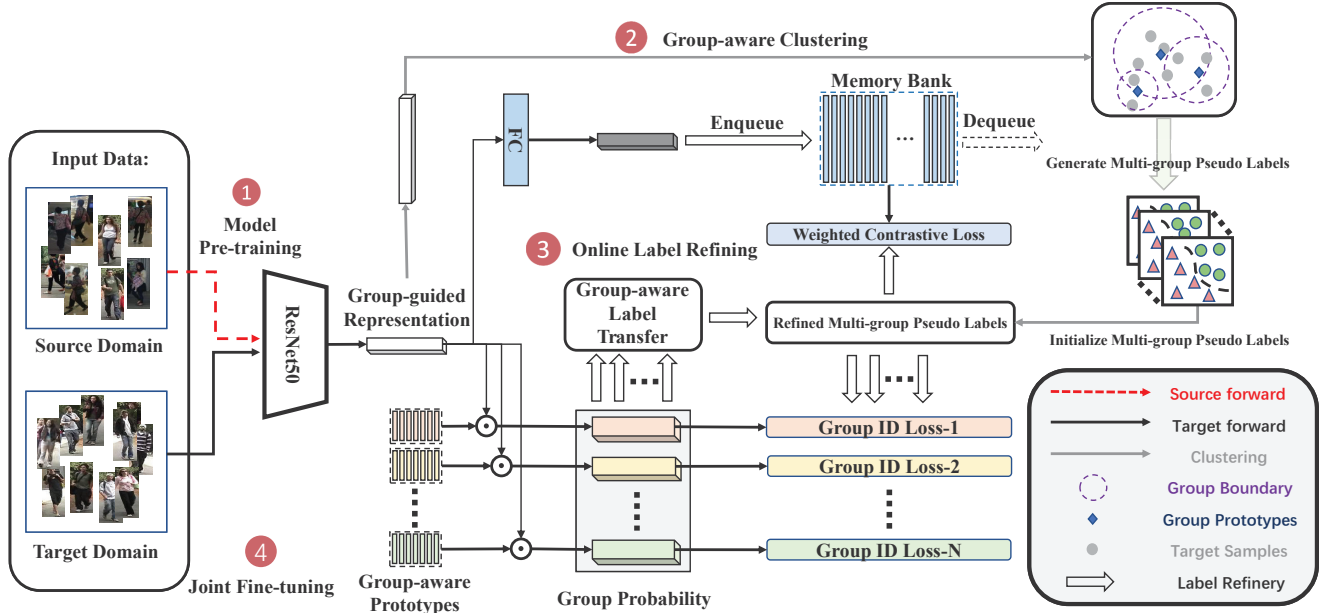 2 Group-aware Clustering
Input Data:
1
Model
Pre-training
Source Domain
Target Domain
4
Joint Fine-tuning
ResNet50
Group-guided
Representation
FC
Enqueue
Memory Bank
...
Dequeue
Generate Multi-group Pseudo Labels
Weighted Contrastive Loss
3 Online Label Refining
Group-aware
Label
Transfer
Refined Multi-group Pseudo Labels
Initialize Multi-group Pseudo Labels
Group ID Loss-1
Group ID Loss-2
Group ID Loss-N
Group-aware
Prototypes
Group Probability
Source forward
Target forward
Clustering
Group Boundary
Group Prototypes
Target Samples
Label Refinery